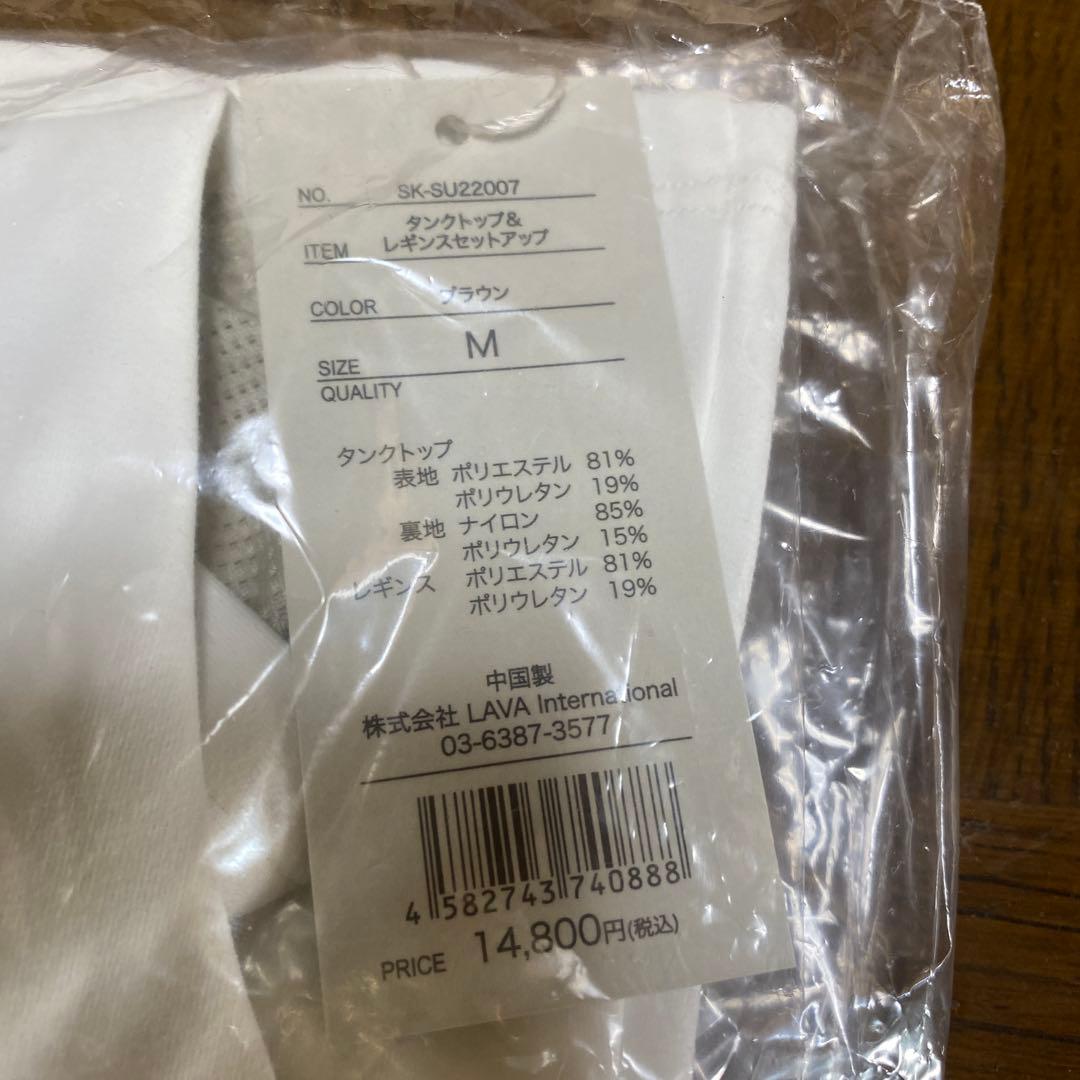 NO. SK-SU22007
タンクトップ&
ITEM レギンスセットアップ
COLOR ブラウン
SIZE M
QUALITY
タンクトップ
表地 ポリエステル 81%
ポリウレタン 19%
裏地 ナイロン 85%
ポリウレタン 15%
レギンス ポリエステル 81%
ポリウレタン 19%
中国製
株式会社 LAVA International
03-6387-3577
4 582743 740888
PRICE 14,800円(税込)